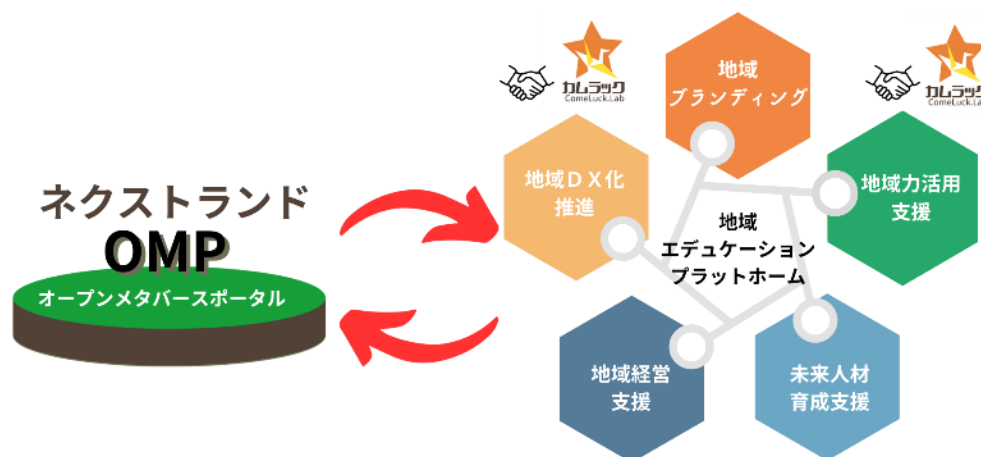 ネクストランド
OMP
オープンメタバースポータル
カムラック
ComeLuck.Lab
カムラック
ComeLuck.Lab
地域
ブランディング
地域ＤＸ化
推進
地域力活用
支援
地域
エデュケーション
プラットホーム
地域経営
支援
未来人材
育成支援